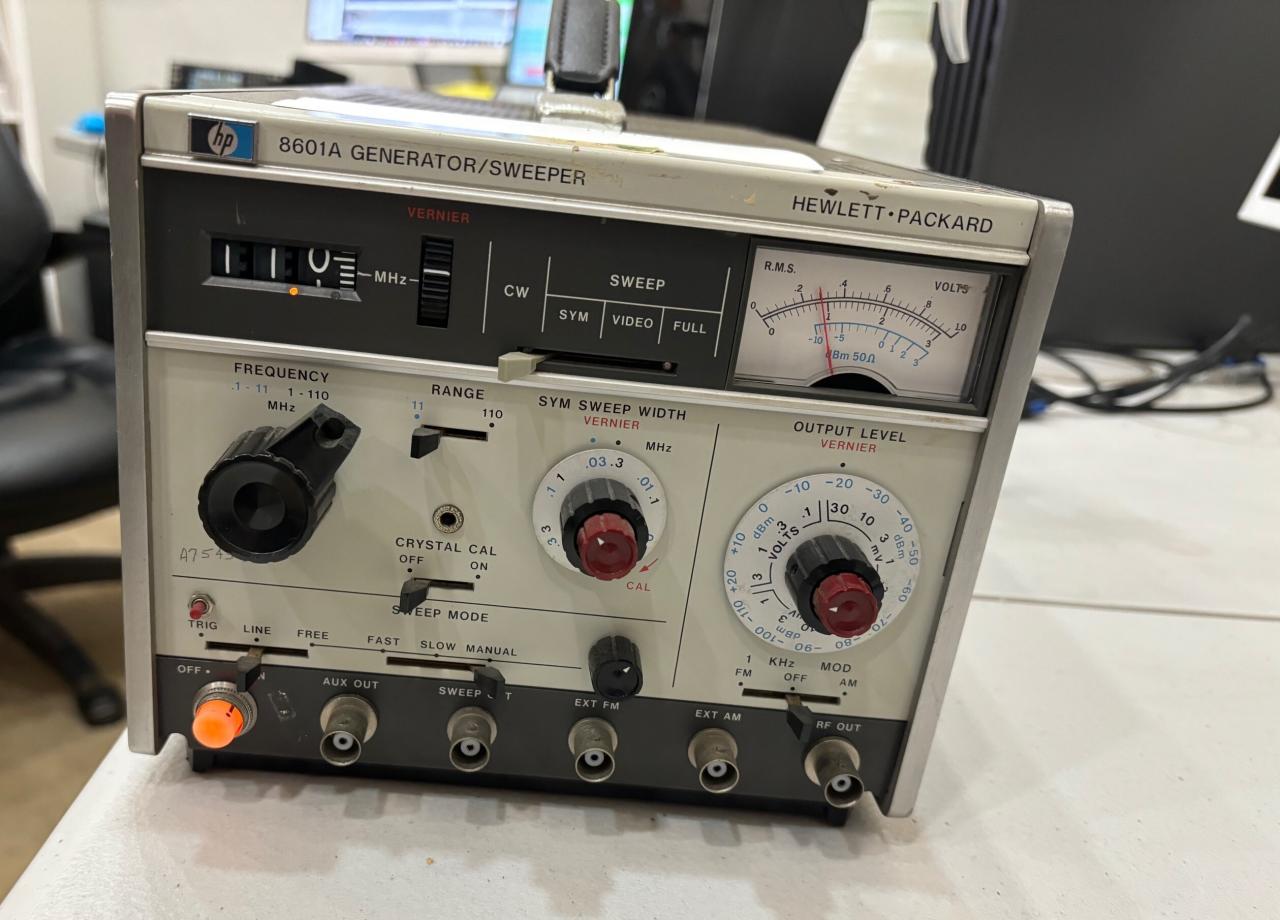 hp
8601A GENERATOR/SWEEPER
HEWLETT•PACKARD
VERNIER
110
MHz
CW
SWEEP
SYM VIDEO FULL
R.M.S. VOLTS
0 .2 .4 .6 .8 1.0
0 1 2 3
-10 -5 0 1 2 3
dBm 50Ω
FREQUENCY
.1 - 11 1 - 110
MHz
RANGE
11 110
SYM SWEEP WIDTH
VERNIER
MHz
.03 .3
.01 .1
.1 1
.3 3
CAL
OUTPUT LEVEL
VERNIER
+20 +10 0 -10 -20 -30 -40 -50 -60 -70 -80 -90 -100 -110
dBm
dBm
dBm
3 1 .3 .1
VOLTS
30 10 3 1
mV
CRYSTAL CAL
OFF ON
SWEEP MODE
TRIG LINE FREE
FAST SLOW MANUAL
1 KHz MOD
FM OFF AM
OFF
AUX OUT
EXT FM
EXT AM
RF OUT